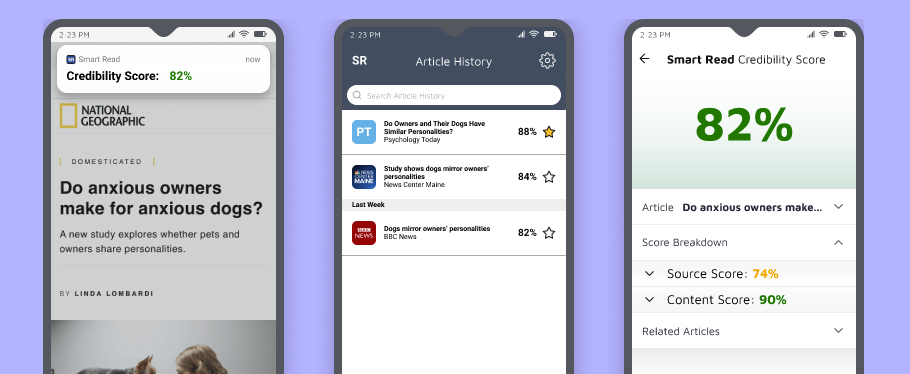 2:23 PM
SR Smart Read now
Credibility Score: 82%
NATIONAL
GEOGRAPHIC
DOMESTICATED
Do anxious owners
make for anxious dogs?
A new study explores whether pets and
owners share personalities.
BY LINDA LOMBARDI
2:23 PM
SR Article History
Search Article History
PT
Do Owners and Their Dogs Have
Similar Personalities?
Psychology Today
88%
NEWS
CENTER
MAINE
Study shows dogs mirror owners'
personalities
News Center Maine
84%
Last Week
BBC
NEWS
Dogs mirror owners' personalities
BBC News
82%
2:23 PM
Smart Read Credibility Score
82%
Article Do anxious owners make...
Score Breakdown
Source Score: 74%
Content Score: 90%
Related Articles